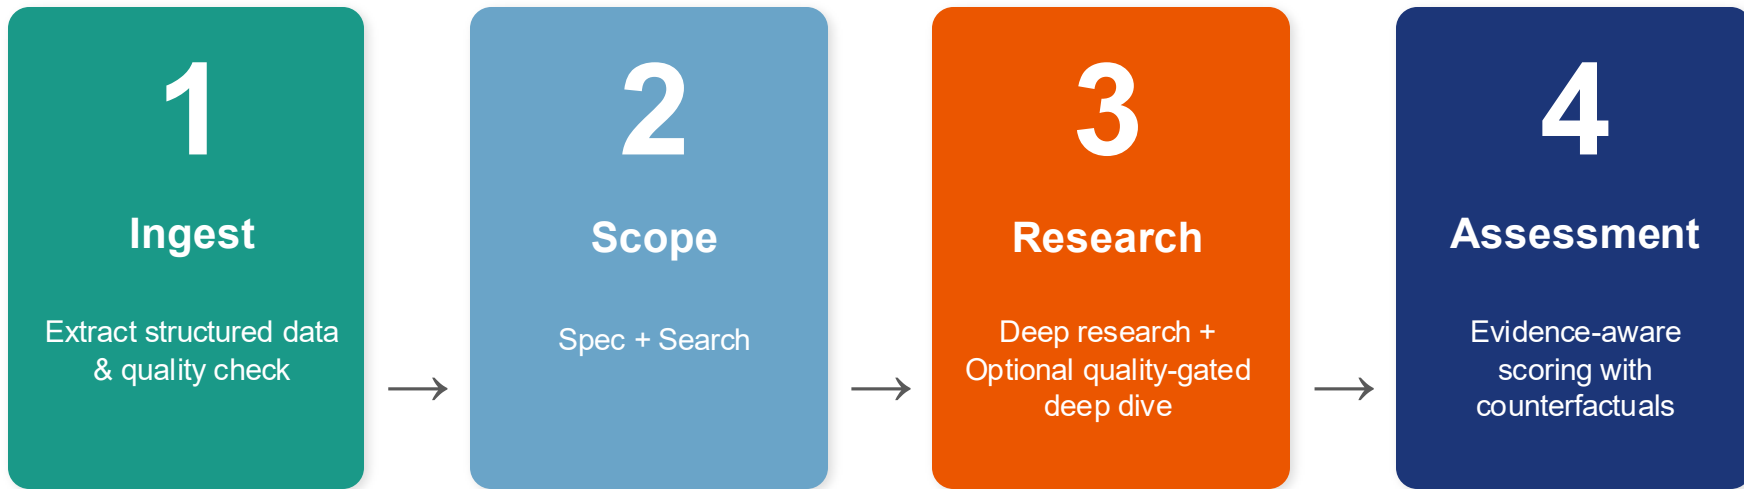 1
Ingest
Extract structured data
& quality check
→
2
Scope
Spec + Search
→
3
Research
Deep research +
Optional quality-gated
deep dive
→
4
Assessment
Evidence-aware
scoring with
counterfactuals